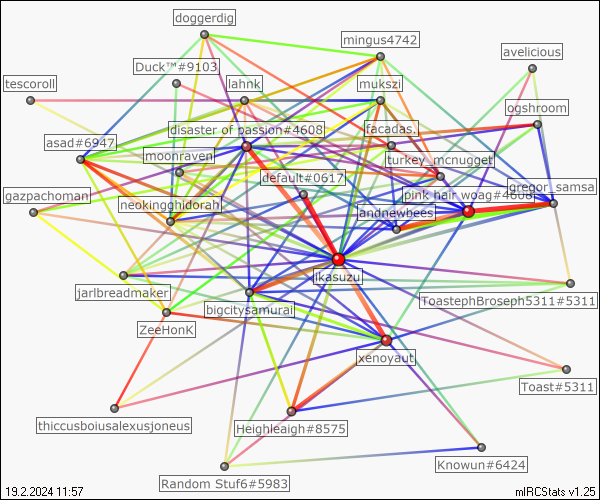 doggerdig
mingus4742
avelicious
Duck™#9103
tescoroll
lahnk
mukszi
ogshroom
disaster of passion#4608
facadas.
asad#6947
moonraven
turkey_mcnugget
default#0617
gregor_samsa
gazpachoman
pink hair woag#4608
neokingghidorah
andnewbees
ikasuzu
jarlbreadmaker
ToastephBroseph5311#5311
bigcitysamurai
ZeeHonK
xenoyaut
Toast#5311
thiccusboiusalexusjoneus
Heighleaigh#8575
Knowun#6424
Random Stuf6#5983
19.2.2024 11:57
mIRCStats v1.25